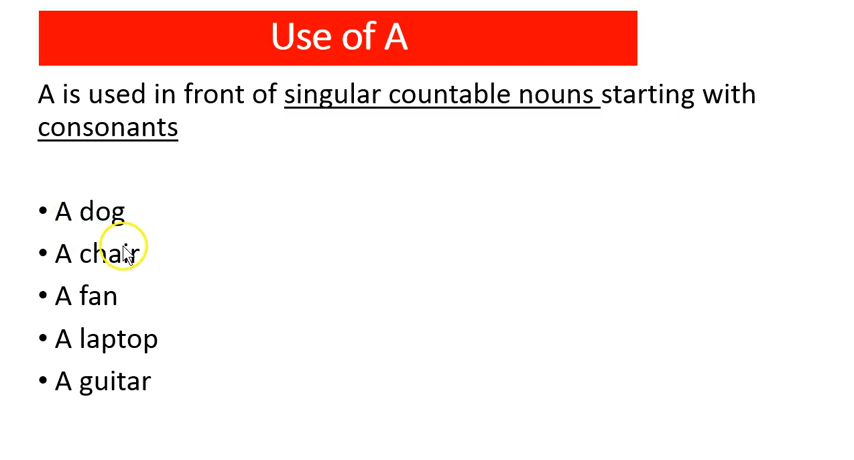 Use of A
A is used in front of singular countable nouns starting with
consonants
• A dog
• A chair
• A fan
• A laptop
• A guitar